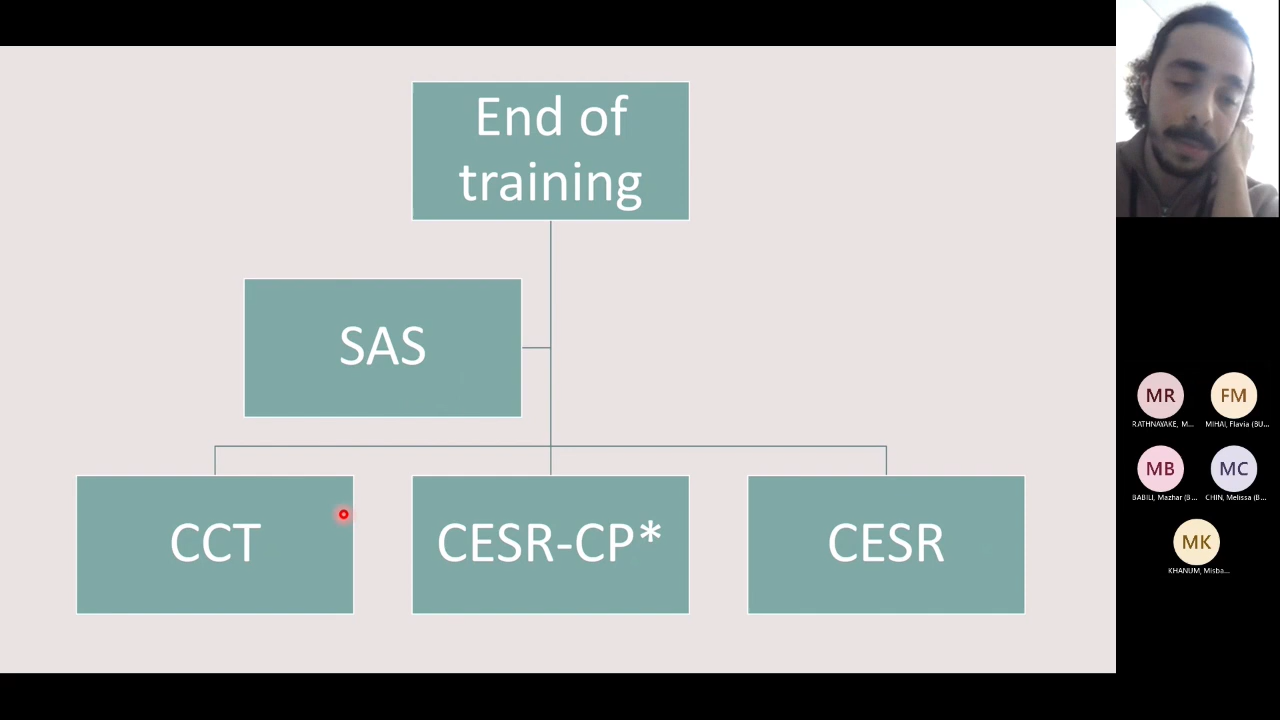 End of
training
SAS
CCT
CESR-CP*
CESR
MR
FM
RATHNAYAKE, M...
MIHAI, Flavia (BU...
MB
MC
BABILI, Mazhar (B...
CHIN, Melissa (B...
MK
KHANUM, Misba...